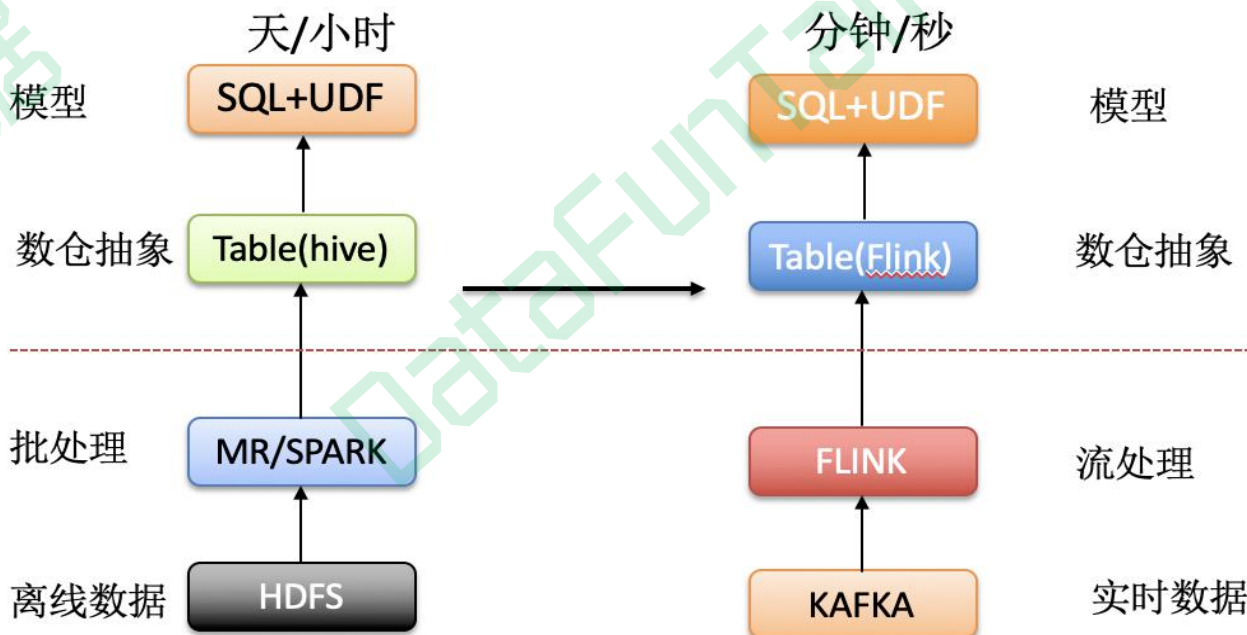 天/小时
分钟/秒
模型
SQL+UDF
SQL+UDF
模型
数仓抽象
Table(hive)
Table(Flink)
数仓抽象
批处理
MR/SPARK
FLINK
流处理
离线数据
HDFS
KAFKA
实时数据
DataFunTal
据